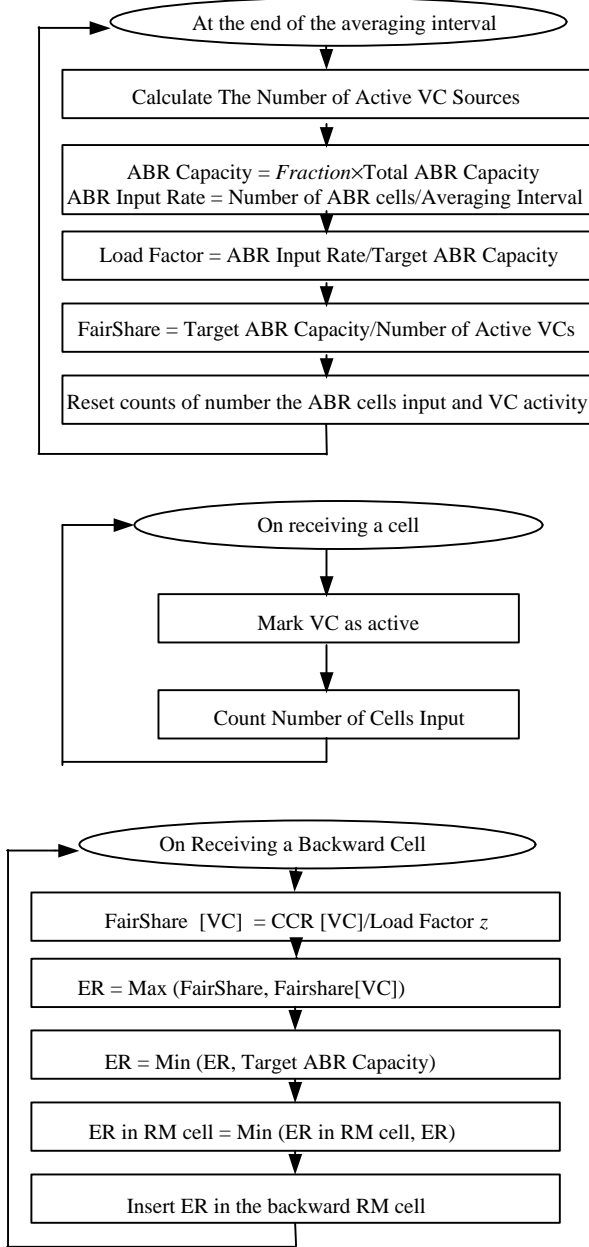 At the end of the averaging interval
Calculate The Number of Active VC Sources
ABR Capacity = Fraction×Total ABR Capacity
ABR Input Rate = Number of ABR cells/Averaging Interval
Load Factor = ABR Input Rate/Target ABR Capacity
FairShare = Target ABR Capacity/Number of Active VCs
Reset counts of number the ABR cells input and VC activity
On receiving a cell
Mark VC as active
Count Number of Cells Input
On Receiving a Backward Cell
FairShare [VC] = CCR [VC]/Load Factor z
ER = Max (FairShare, Fairshare[VC])
ER = Min (ER, Target ABR Capacity)
ER in RM cell = Min (ER in RM cell, ER)
Insert ER in the backward RM cell